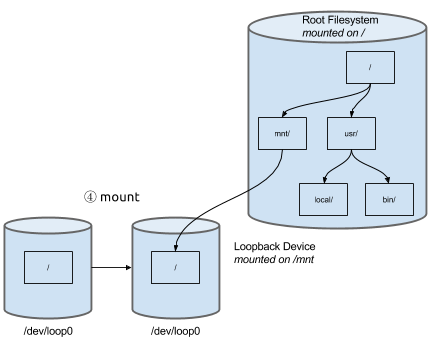 Root Filesystem
mounted on /
/
mnt/
usr/
local/
bin/
④ mount
Loopback Device
mounted on /mnt
/
/
/dev/loop0
/dev/loop0